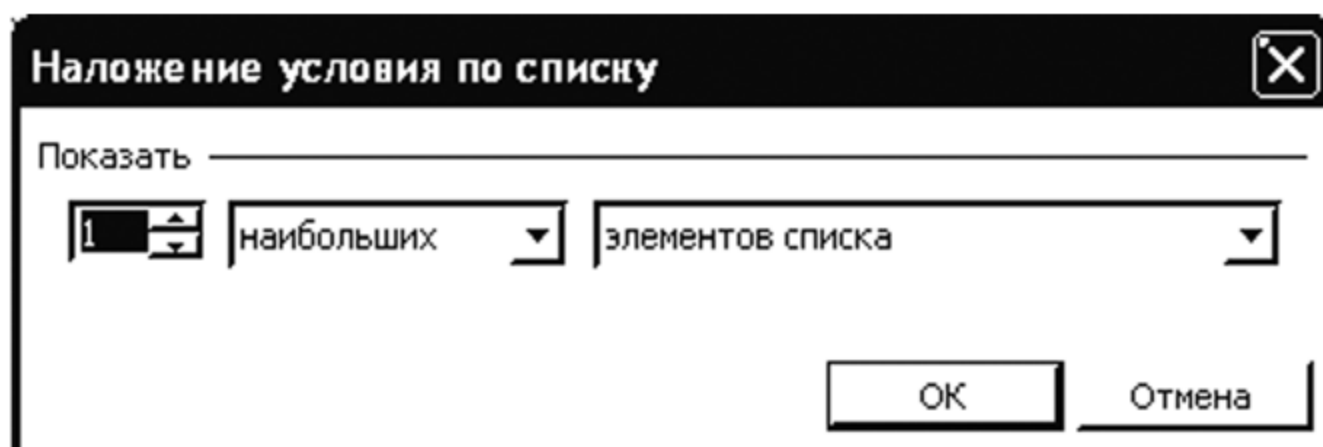 Наложение условия по списку
Показать
1 наибольших элементов списка
OK Отмена